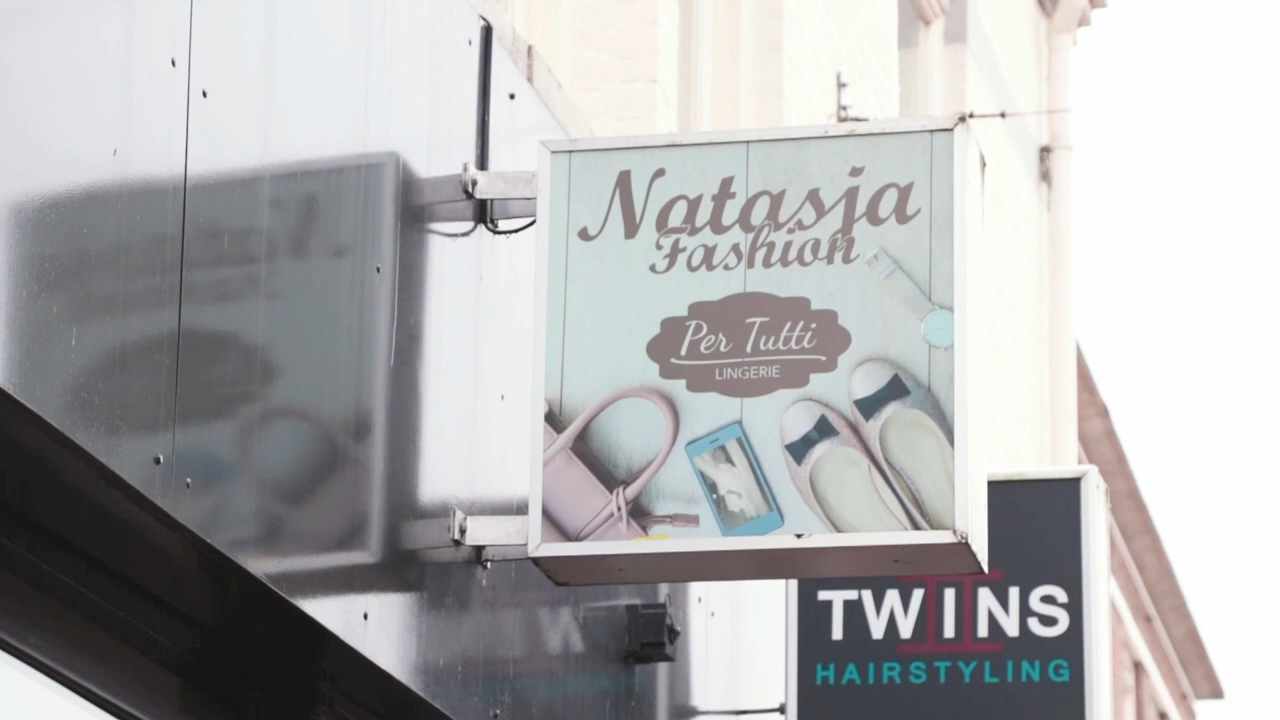 Natasja
Fashion
Per Tutti
LINGERIE
TWINS
HAIRSTYLING